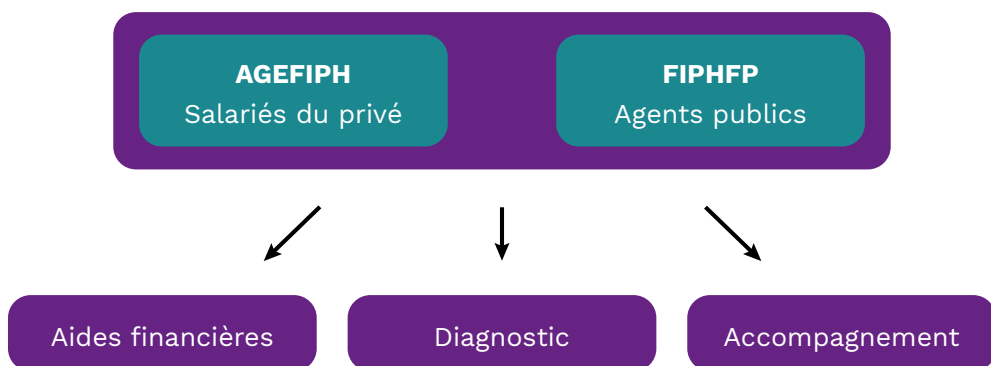 AGEFIPH
Salariés du privé
FIPHFP
Agents publics
Aides financières
Diagnostic
Accompagnement